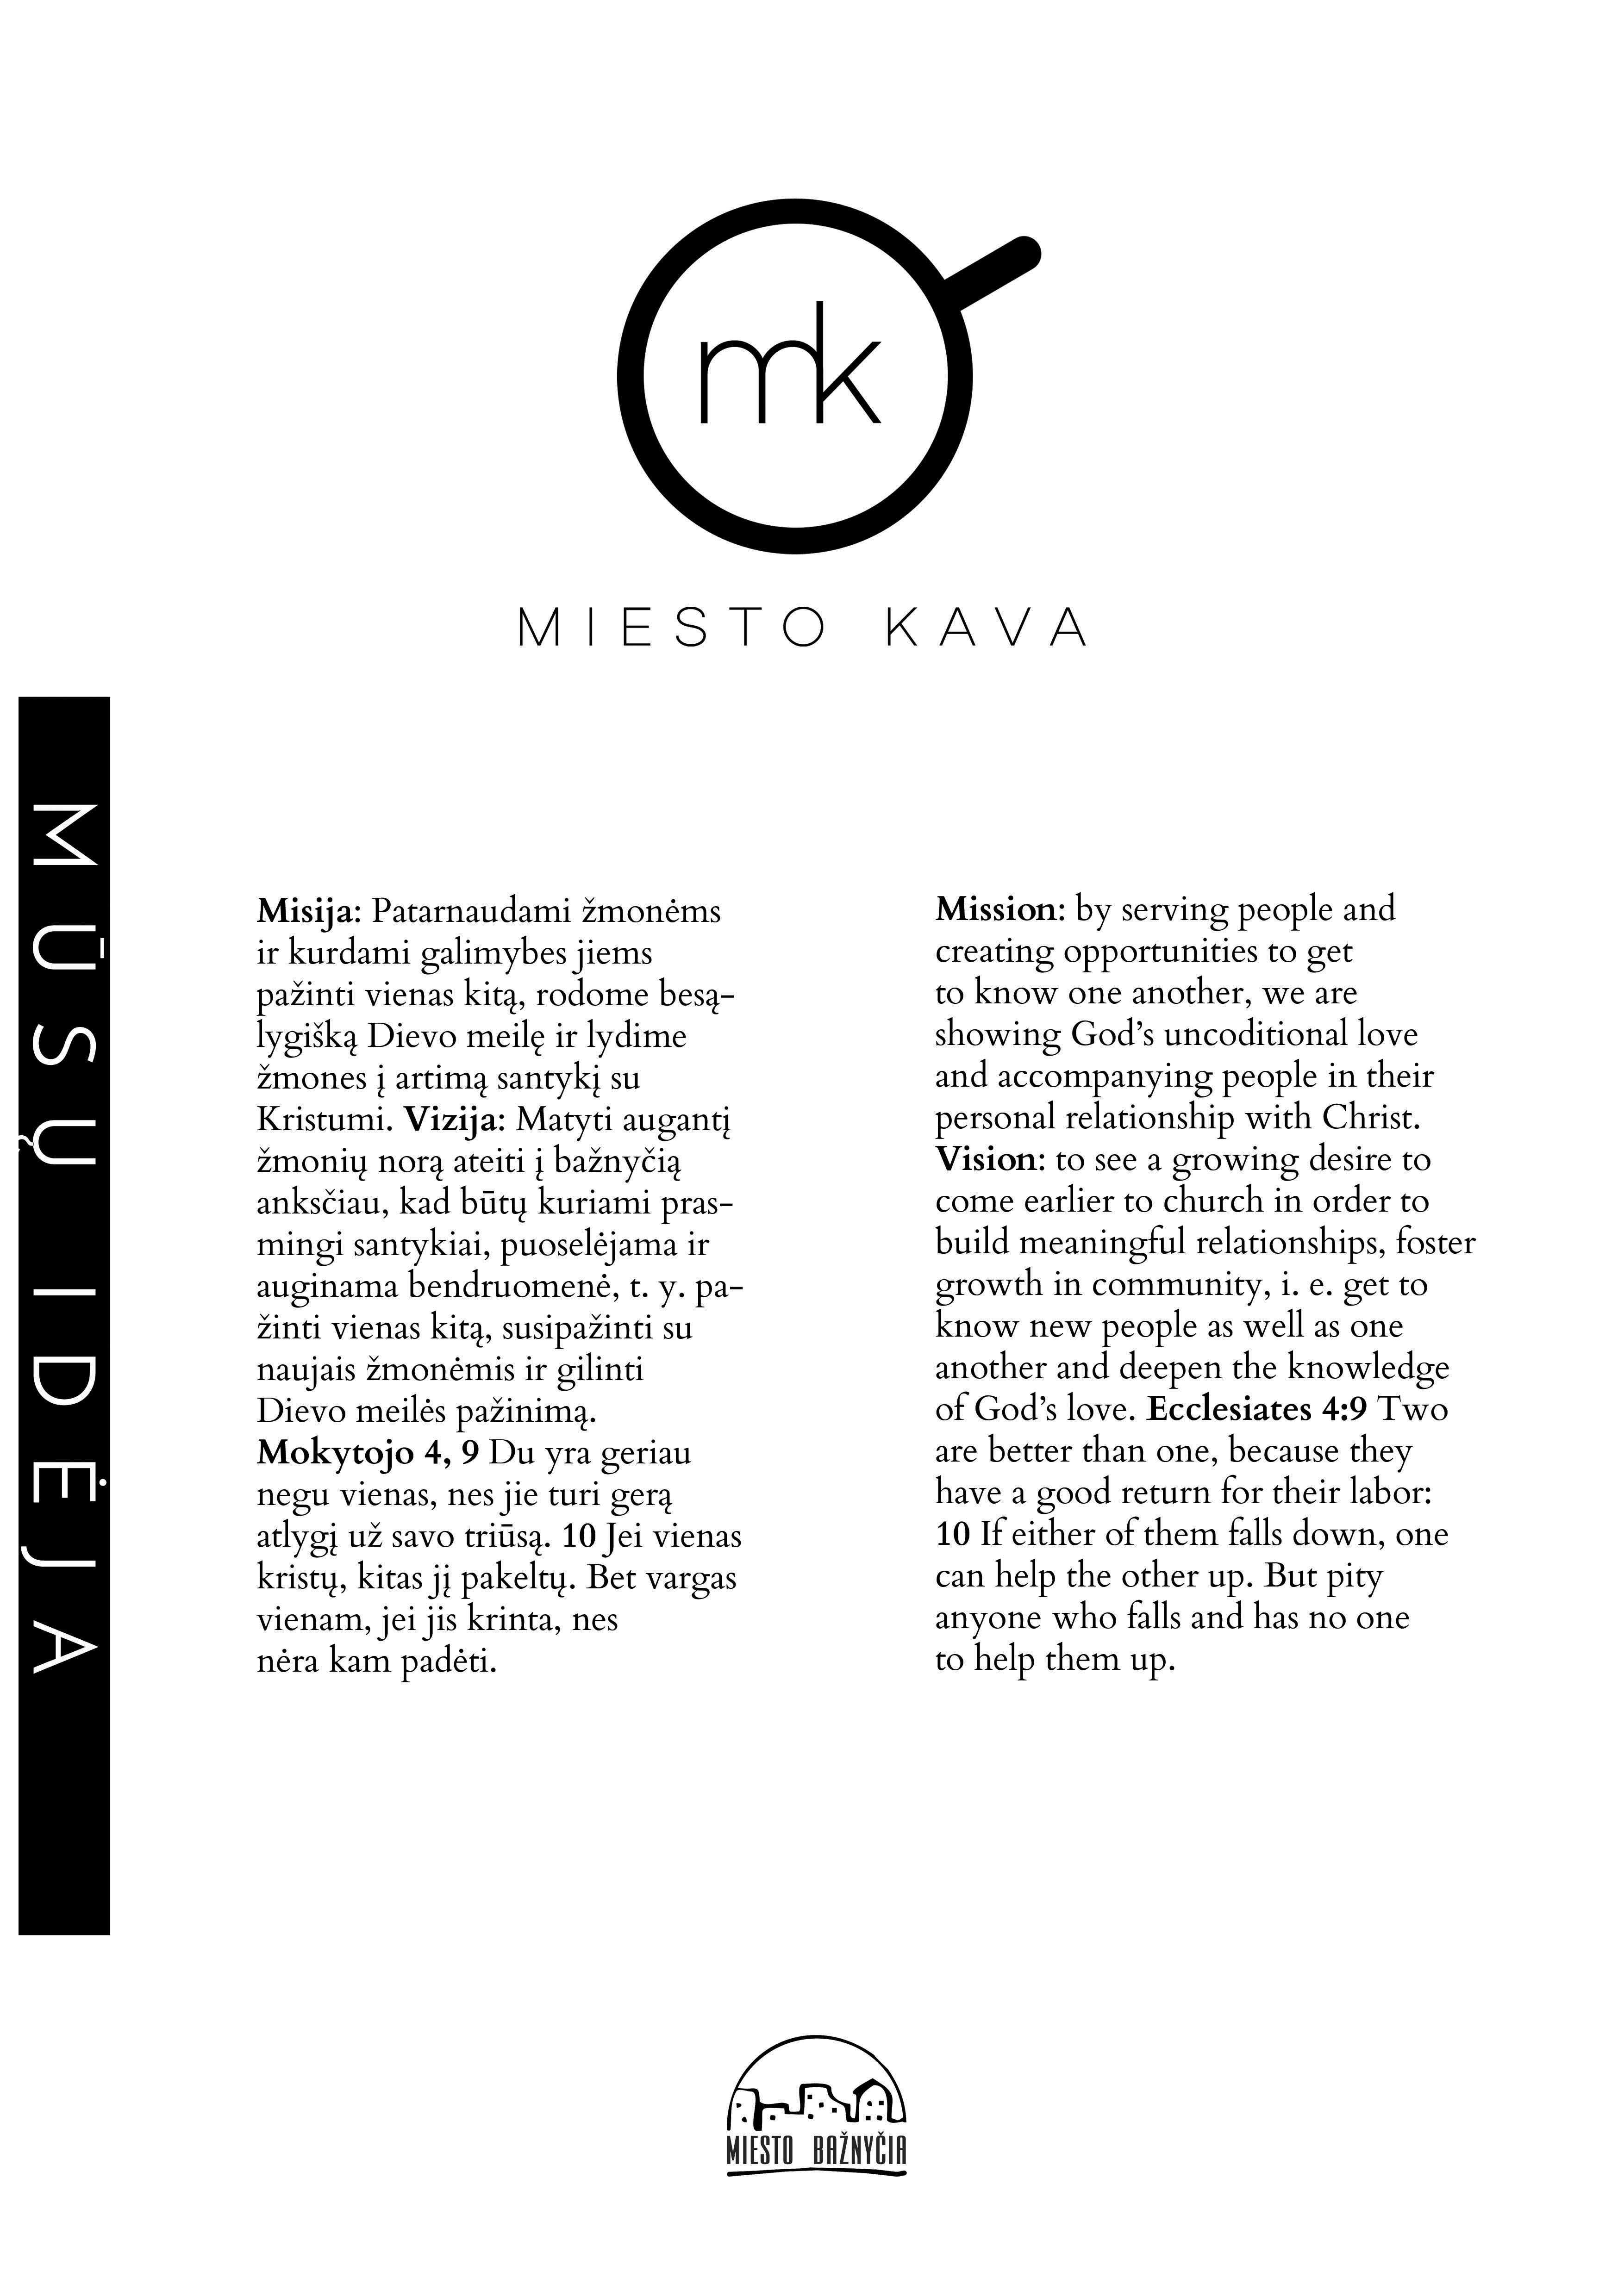 mk
MIESTO KAVA
MŪSŲ IDĖJA
Misija: Patarnaudami žmonėms
ir kurdami galimybes jiems
pažinti vienas kitą, rodome besą-
lygišką Dievo meilę ir lydime
žmones į artimą santykį su
Kristumi. Vizija: Matyti augantį
žmonių norą ateiti į bažnyčią
anksčiau, kad būtų kuriami pras-
mingi santykiai, puoselėjama ir
auginama bendruomenė, t. y. pa-
žinti vienas kitą, susipažinti su
naujais žmonėmis ir gilinti
Dievo meilės pažinimą.
Mokytojo 4, 9 Du yra geriau
negu vienas, nes jie turi gerą
atlygį už savo triūsą. 10 Jei vienas
kristų, kitas jį pakeltų. Bet vargas
vienam, jei jis krinta, nes
nėra kam padėti.
Mission: by serving people and
creating opportunities to get
to know one another, we are
showing God’s uncoditional love
and accompanying people in their
personal relationship with Christ.
Vision: to see a growing desire to
come earlier to church in order to
build meaningful relationships, foster
growth in community, i. e. get to
know new people as well as one
another and deepen the knowledge
of God’s love. Ecclesiates 4:9 Two
are better than one, because they
have a good return for their labor:
10 If either of them falls down, one
can help the other up. But pity
anyone who falls and has no one
to help them up.
MIESTO BAŽNYČIA